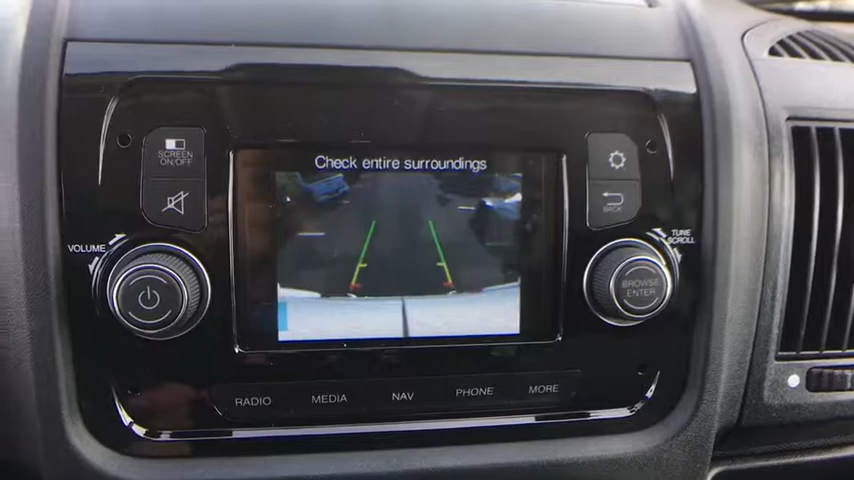 Check entire surroundings
SCREEN
ON/OFF
BACK
VOLUME
TUNE
SCROLL
BROWSE
ENTER
RADIO
MEDIA
NAV
PHONE
MORE